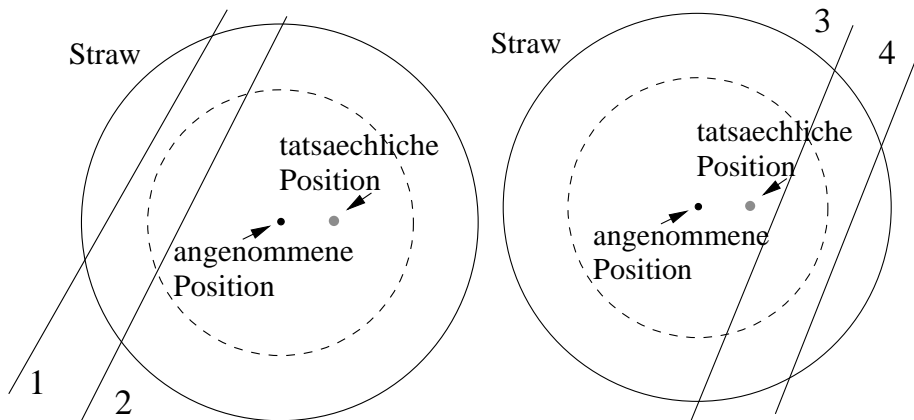 Straw
tatsaechliche
Position
angenommene
Position
1
2
Straw
3
4
tatsaechliche
Position
angenommene
Position